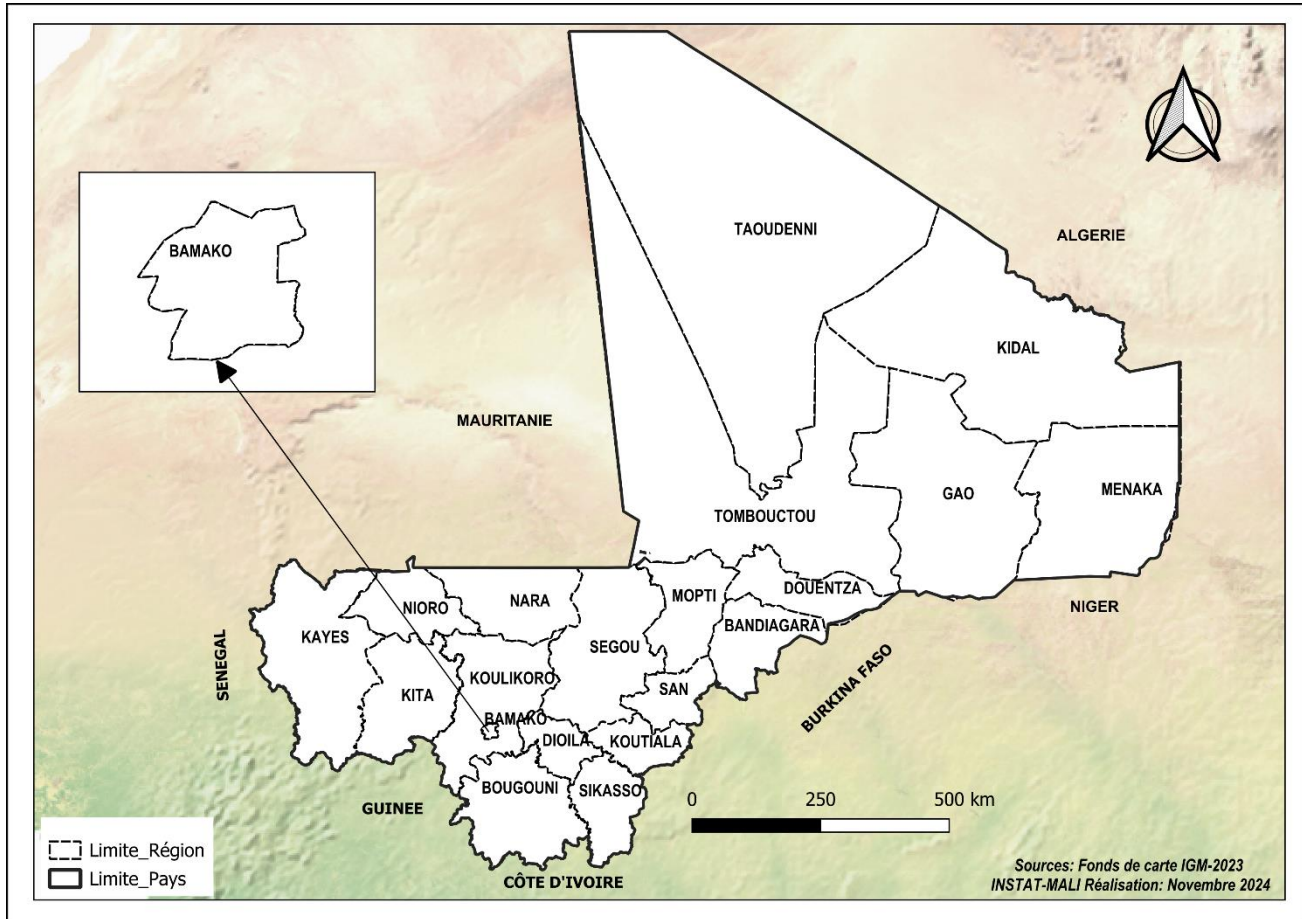 TAOUDENNI
ALGERIE
BAMAKO
KIDAL
MAURITANIE
GAO
MENAKA
TOMBOUCTOU
DOUENTZA
MOPTI
NARA
NIORO
NIGER
BANDIAGARA
KAYES
SEGOU
SENEGAL
KOULIKORO
KITA
SAN
BURKINA FASO
BAMAKO
DIOILA
KOUTIALA
BOUGOUNI
SIKASSO
GUINEE
0 250 500 km
Limite_Région
Limite_Pays
CÔTE D'IVOIRE
Sources: Fonds de carte IGM-2023
INSTAT-MALI Réalisation: Novembre 2024